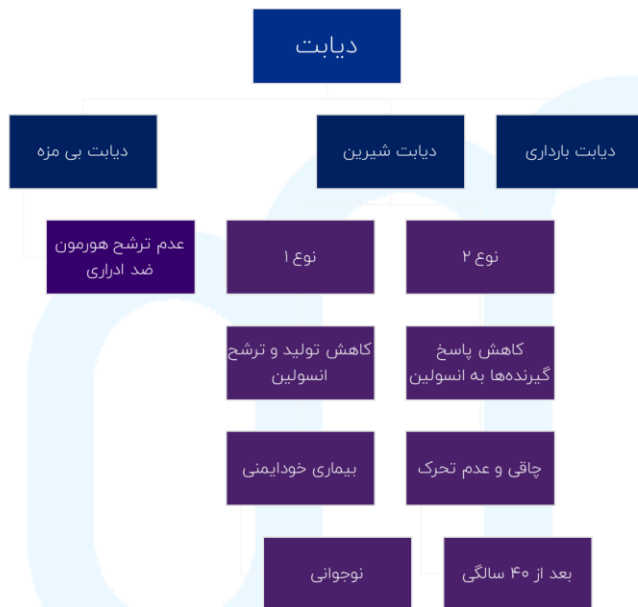 دیابت
دیابت بارداری
دیابت شیرین
دیابت بی مزه
نوع ۲
نوع ۱
عدم ترشح هورمون
ضد ادراری
کاهش پاسخ
گیرنده‌ها به انسولین
کاهش تولید و ترشح
انسولین
چاقی و عدم تحرک
بیماری خودایمنی
بعد از ۴۰ سالگی
نوجوانی